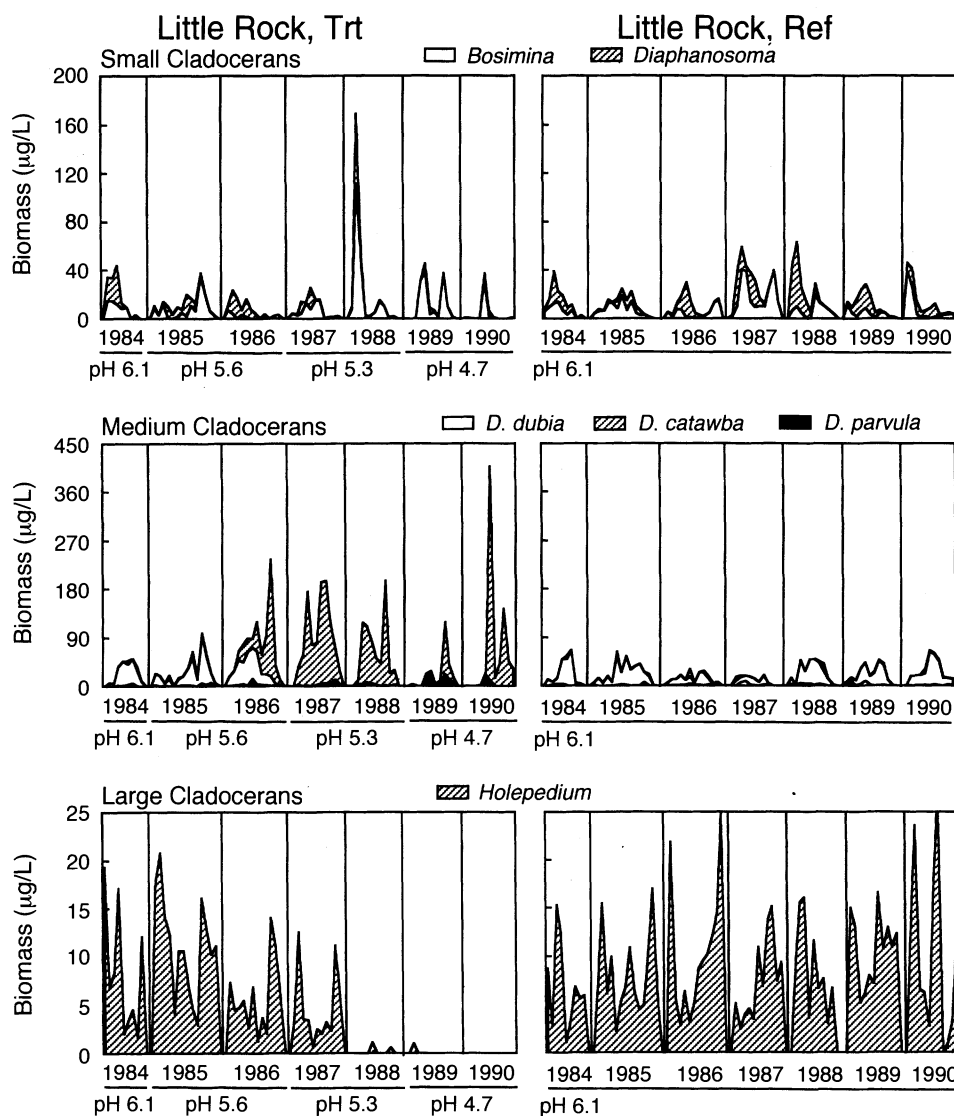 Little Rock, Trt Little Rock, Ref
Small Cladocerans Bosimina Diaphanosoma
Biomass (µg/L)
200
160
120
80
40
0
1984 1985 1986 1987 1988 1989 1990 1984 1985 1986 1987 1988 1989 1990
pH 6.1 pH 5.6 pH 5.3 pH 4.7 pH 6.1
Medium Cladocerans D. dubia D. catawba D. parvula
Biomass (µg/L)
450
360
270
180
90
0
1984 1985 1986 1987 1988 1989 1990 1984 1985 1986 1987 1988 1989 1990
pH 6.1 pH 5.6 pH 5.3 pH 4.7 pH 6.1
Large Cladocerans Holepedium
Biomass (µg/L)
25
20
15
10
5
0
1984 1985 1986 1987 1988 1989 1990 1984 1985 1986 1987 1988 1989 1990
pH 6.1 pH 5.6 pH 5.3 pH 4.7 pH 6.1